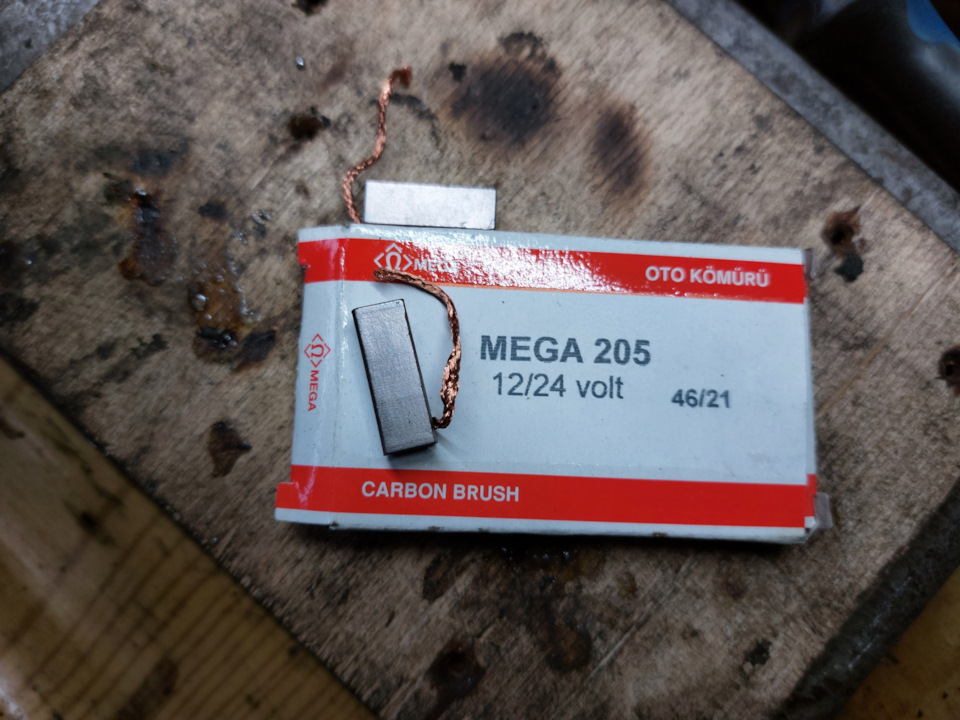 MEGA
OTO KÖMÜRÜ
MEGA
MEGA 205
12/24 volt
46/21
CARBON BRUSH